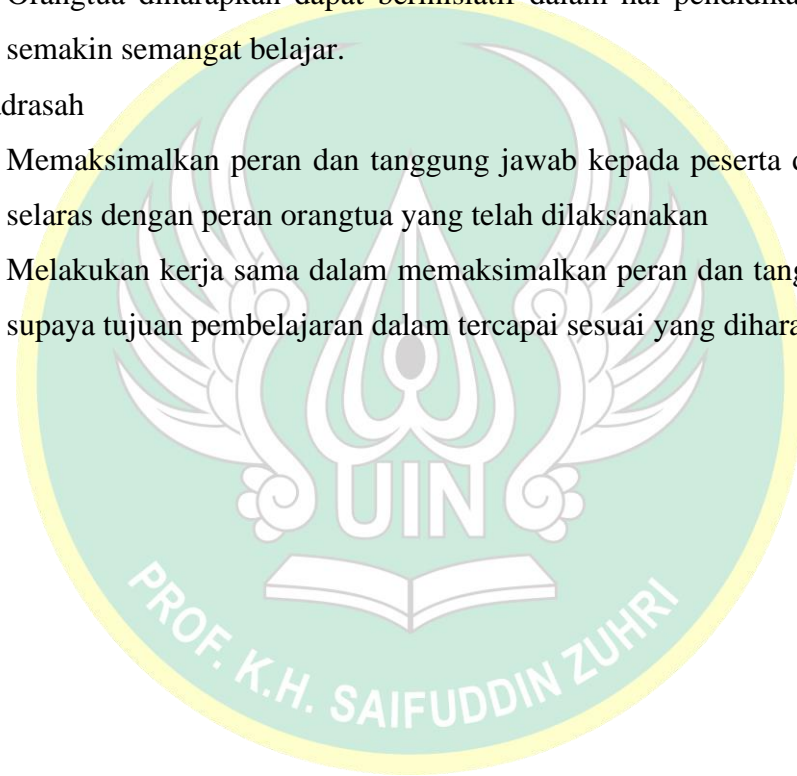 Orangtua diharapkan dapat berinisiatif dalam hal pendidika
semakin semangat belajar.
drasah
Memaksimalkan peran dan tanggung jawab kepada peserta
selaras dengan peran orangtua yang telah dilaksanakan
Melakukan kerja sama dalam memaksimalkan peran dan tang
supaya tujuan pembelajaran dalam tercapai sesuai yang dihara
UIN
PROF. K.H. SAIFUDDIN ZUHRI